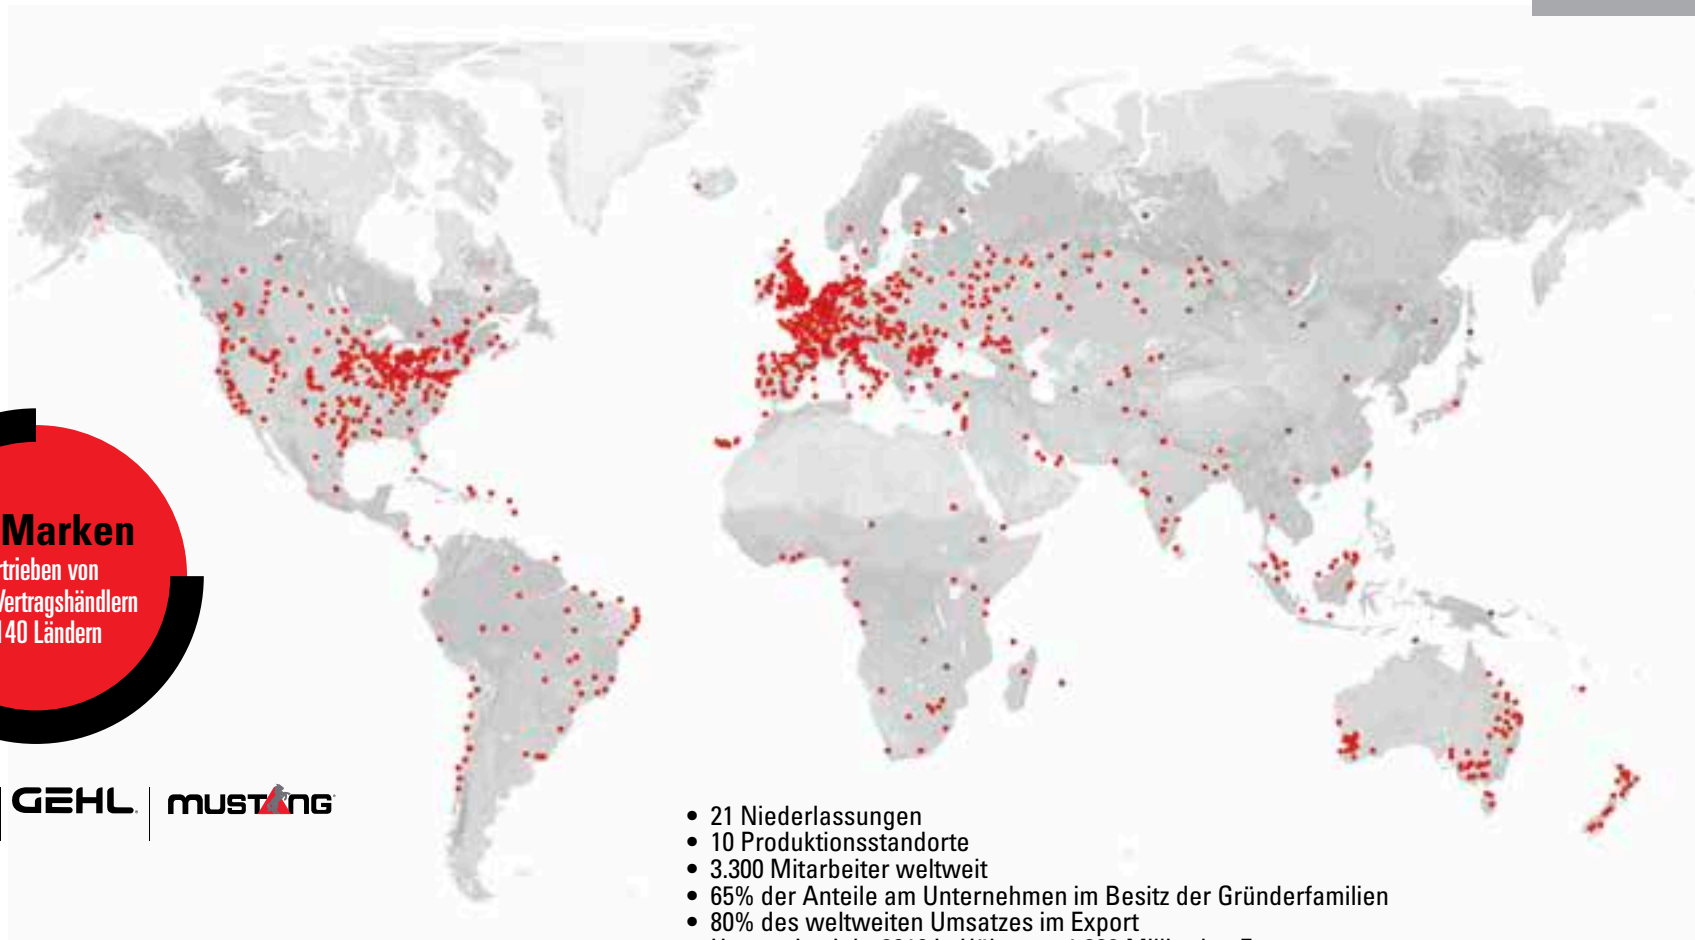 Marken
rtrieben von
Vertragshändlern
140 Ländern
GEHL
MUSTANG
• 21 Niederlassungen
• 10 Produktionsstandorte
• 3.300 Mitarbeiter weltweit
• 65% der Anteile am Unternehmen im Besitz der Gründerfamilien
• 80% des weltweiten Umsatzes im Export